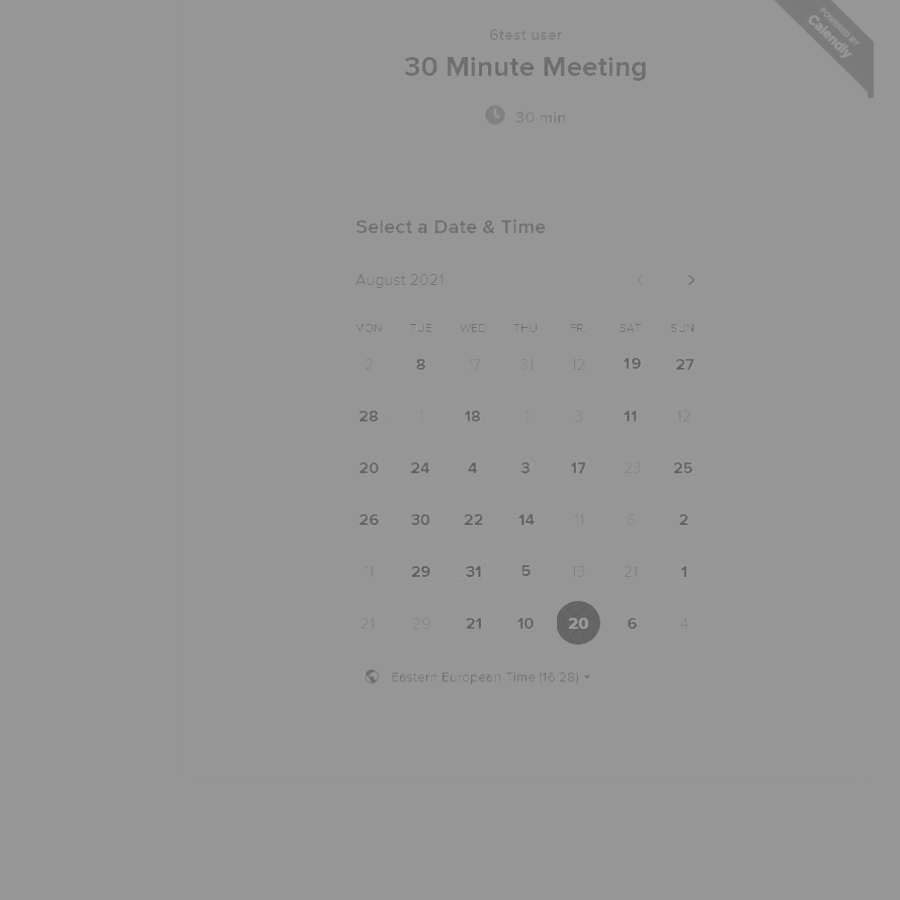 6test user
30 Minute Meeting
30 min
POWERED BY
Calendly
Select a Date & Time
August 2021
MON TUE WED THU FRI SAT SUN
2 8 17 31 12 19 27
28 1 18 1 3 11 12
20 24 4 3 17 23 25
26 30 22 14 11 6 2
11 29 31 5 13 21 1
21 29 21 10 20 6 4
Eastern European Time (16:28)